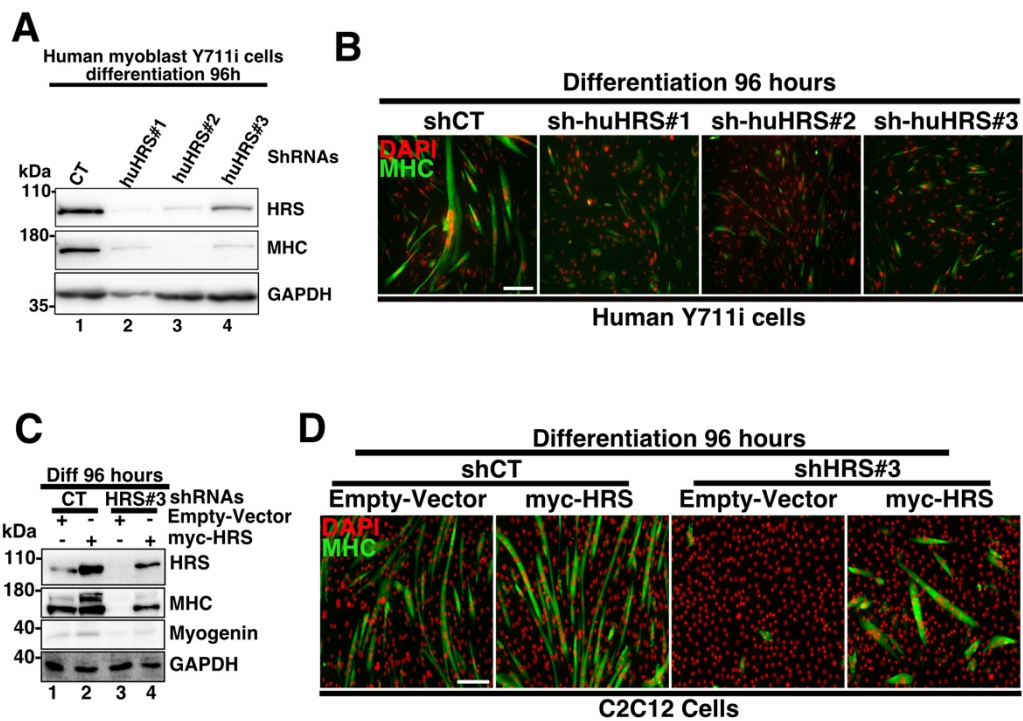 A
Human myoblast Y711i cells
differentiation 96h
kDa
CT
huHRS#1
huHRS#2
huHRS#3
ShRNAs
110-
HRS
180-
MHC
GAPDH
35-
1 2 3 4
B
Differentiation 96 hours
shCT sh-huHRS#1 sh-huHRS#2 sh-huHRS#3
DAPI
MHC
Human Y711i cells
C
Diff 96 hours
CT HRS#3 shRNAs
+ - + - Empty-Vector
kDa - + - + myc-HRS
110-
HRS
180-
MHC
40-
Myogenin
40-
GAPDH
1 2 3 4
D
Differentiation 96 hours
shCT shHRS#3
Empty-Vector myc-HRS Empty-Vector myc-HRS
DAPI
MHC
C2C12 Cells